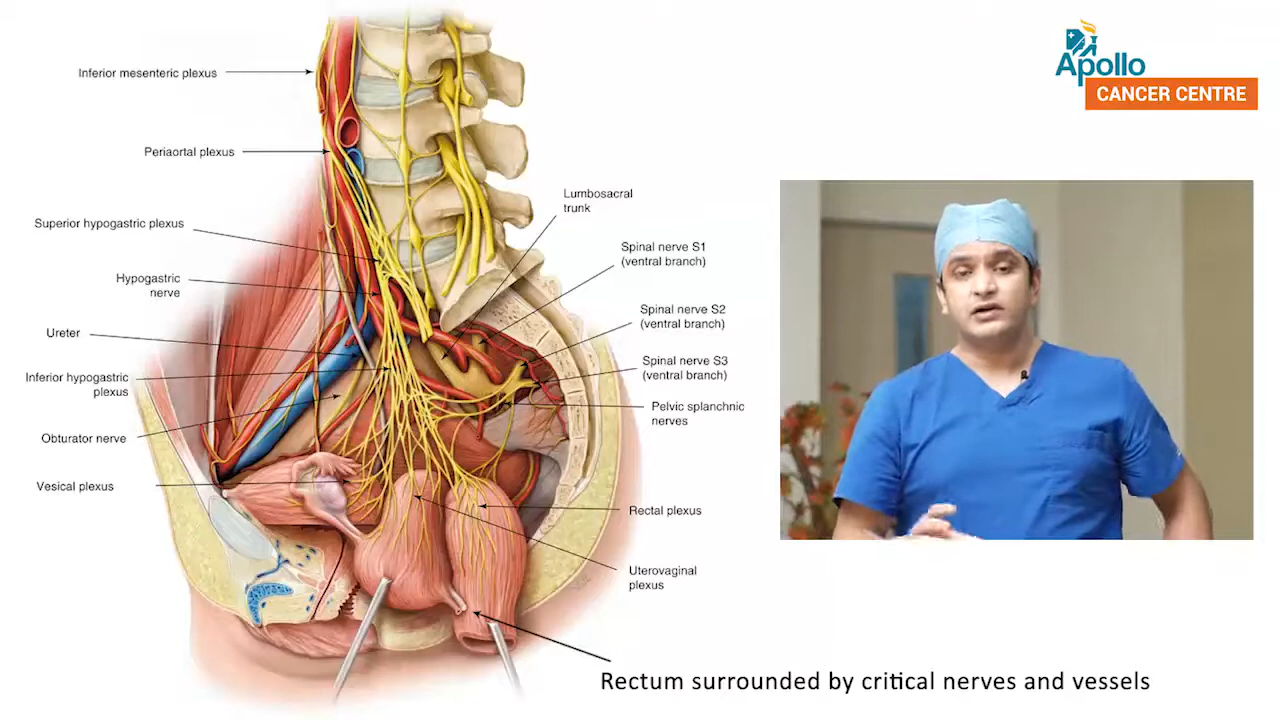 Apollo
CANCER CENTRE
Inferior mesenteric plexus
Periaortal plexus
Superior hypogastric plexus
Hypogastric
nerve
Ureter
Inferior hypogastric
plexus
Obturator nerve
Vesical plexus
Lumbosacral
trunk
Spinal nerve S1
(ventral branch)
Spinal nerve S2
(ventral branch)
Spinal nerve S3
(ventral branch)
Pelvic splanchnic
nerves
Rectal plexus
Uterovaginal
plexus
Rectum surrounded by critical nerves and vessels